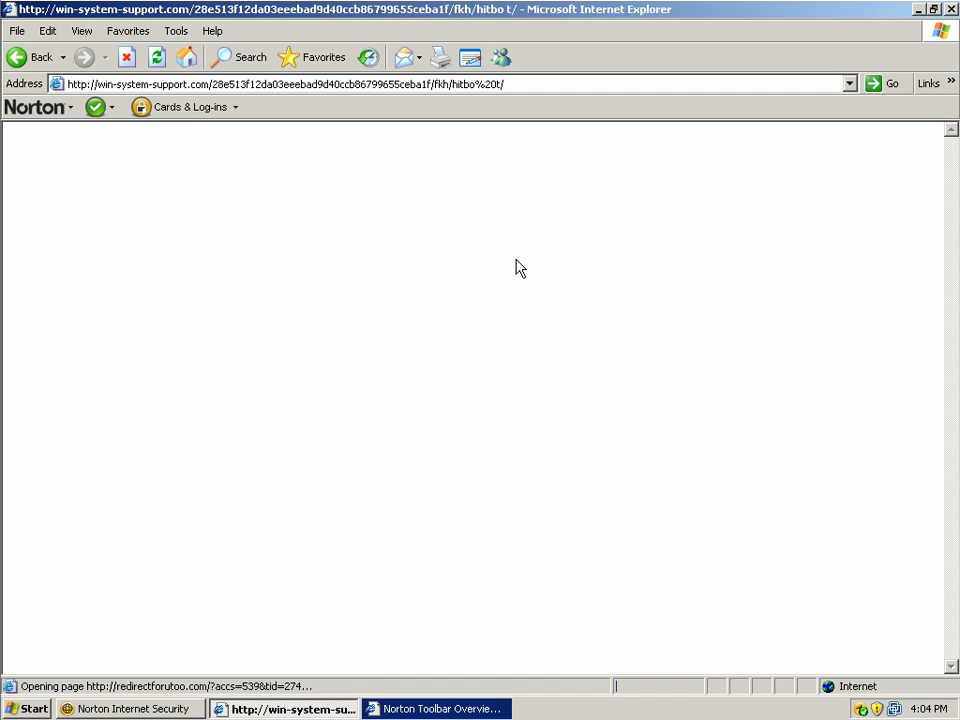 http://win-system-support.com/28e513f12da03eeebad9d40ccb86799655ceba1f/fkh/hitbo t/ - Microsoft Internet Explorer
File Edit View Favorites Tools Help
Back Search Favorites
Address http://win-system-support.com/28e513f12da03eeebad9d40ccb86799655ceba1f/fkh/hitbo%20t/ Go Links »
Norton Cards & Log-ins
Opening page http://redirectforutoo.com/?accs=539&tid=274... Internet
Start Norton Internet Security http://win-system-su... Norton Toolbar Overvie... 4:04 PM